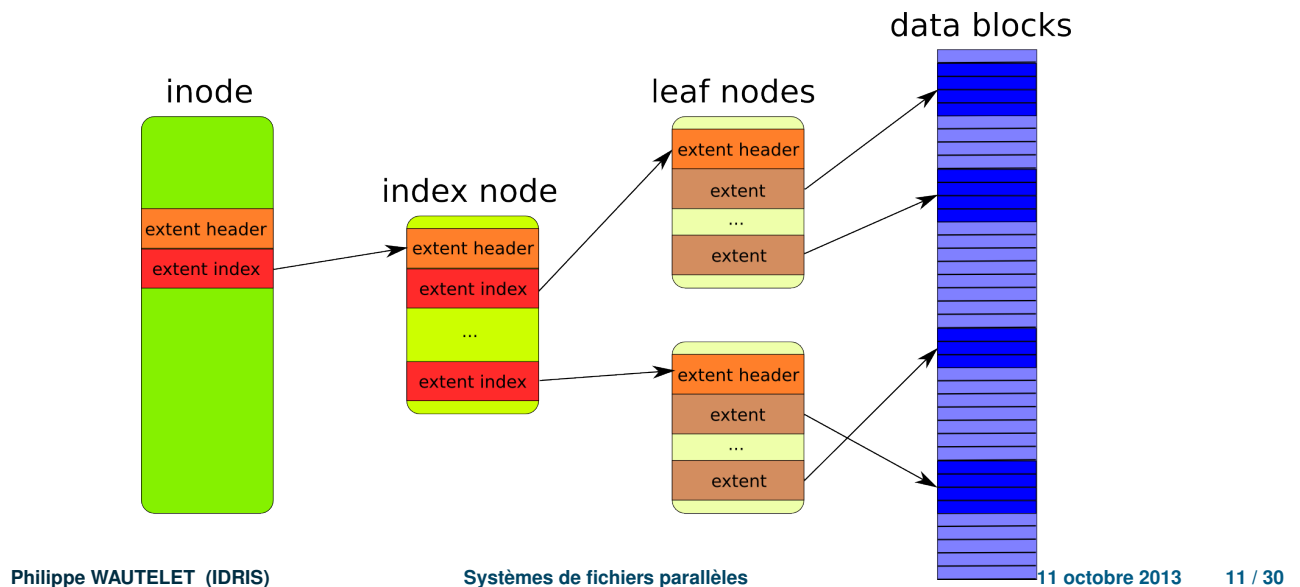 data blocks
inode
leaf nodes
extent header
extent
...
extent
index node
extent header
extent index
extent header
extent index
...
extent index
extent header
extent
...
extent
Philippe WAUTELET (IDRIS) Systèmes de fichiers parallèles 11 octobre 2013 11 / 30